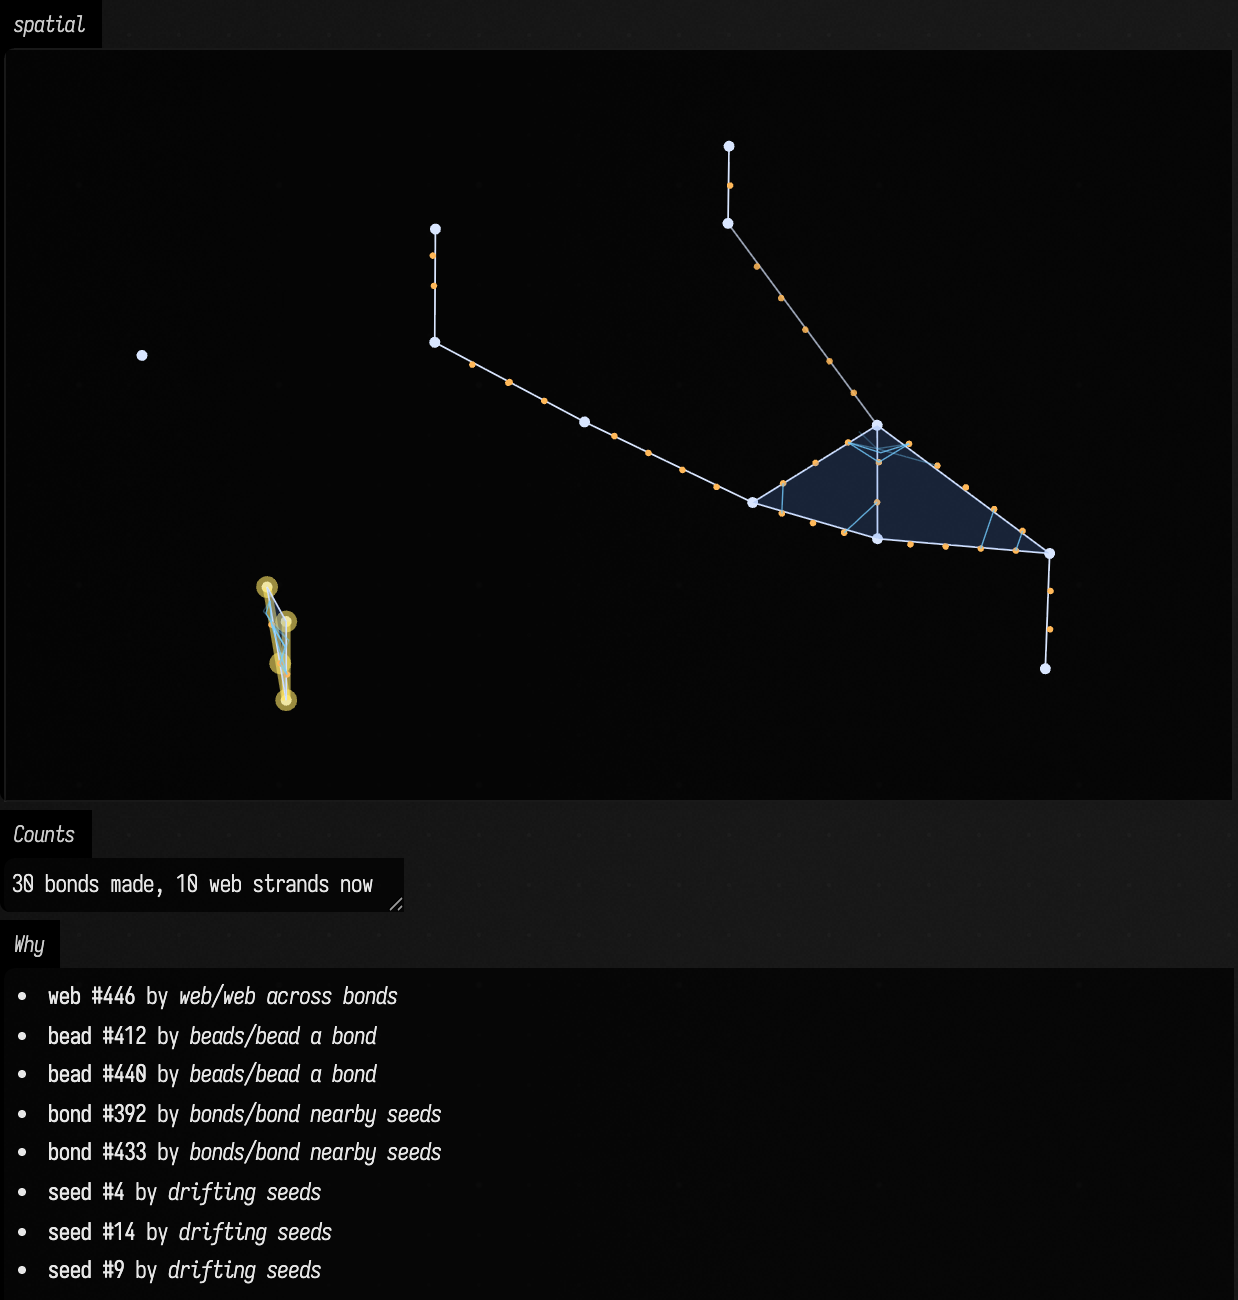 spatial
Counts
30 bonds made, 10 web strands now
Why
• web #446 by web/web across bonds
• bead #412 by beads/bead a bond
• bead #440 by beads/bead a bond
• bond #392 by bonds/bond nearby seeds
• bond #433 by bonds/bond nearby seeds
• seed #4 by drifting seeds
• seed #14 by drifting seeds
• seed #9 by drifting seeds